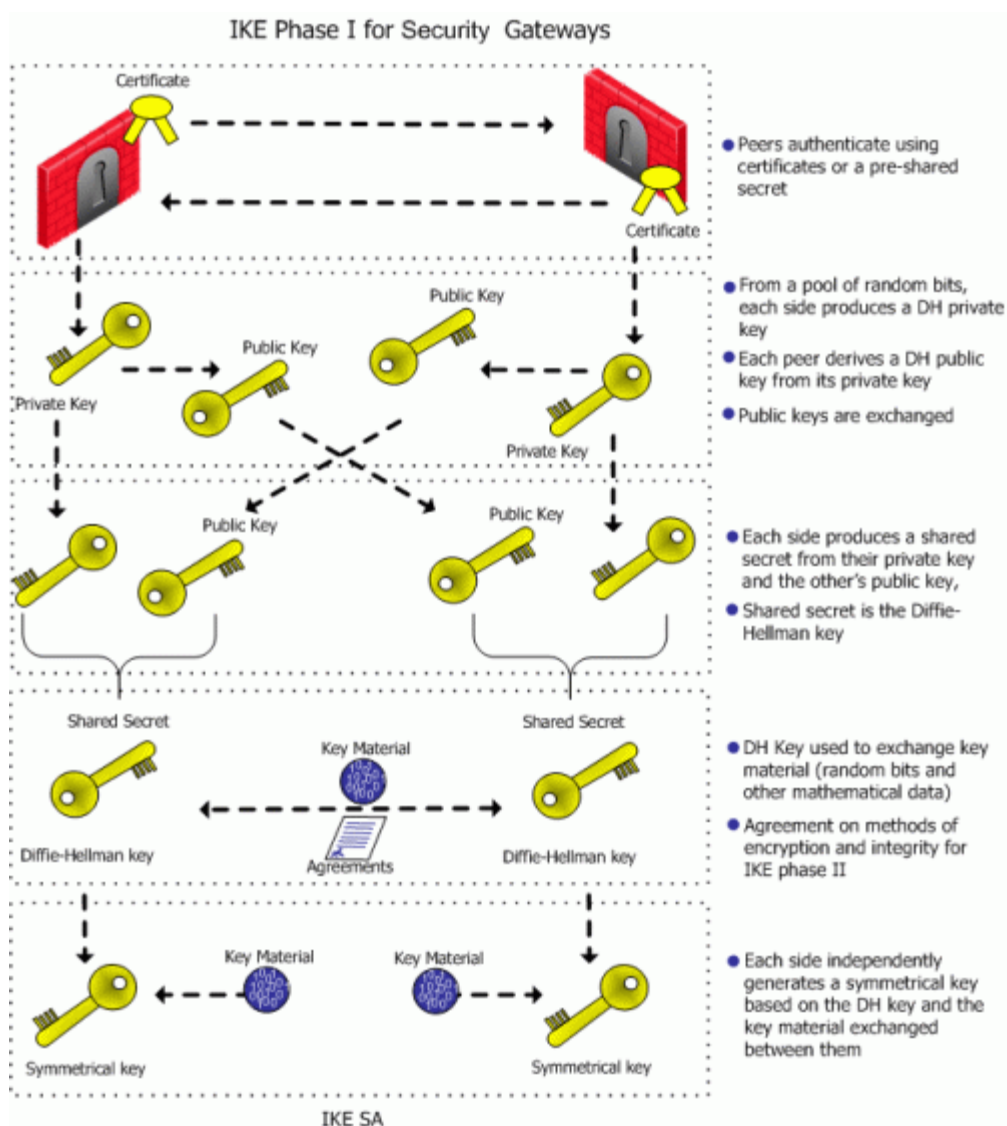 IKE Phase I for Security Gateways
Certificate
Certificate
Peers authenticate using
certificates or a pre-shared
secret
Public Key
Public Key
Private Key
Private Key
From a pool of random bits,
each side produces a DH private
key
Each peer derives a DH public
key from its private key
Public keys are exchanged
Public Key
Public Key
Each side produces a shared
secret from their private key
and the other's public key,
Shared secret is the Diffie-
Hellman key
Shared Secret
Shared Secret
Key Material
Diffie-Hellman key
Agreements
Diffie-Hellman key
DH Key used to exchange key
material (random bits and
other mathematical data)
Agreement on methods of
encryption and integrity for
IKE phase II
Key Material
Key Material
Symmetrical key
Symmetrical key
Each side independently
generates a symmetrical key
based on the DH key and the
key material exchanged
between them
IKE SA